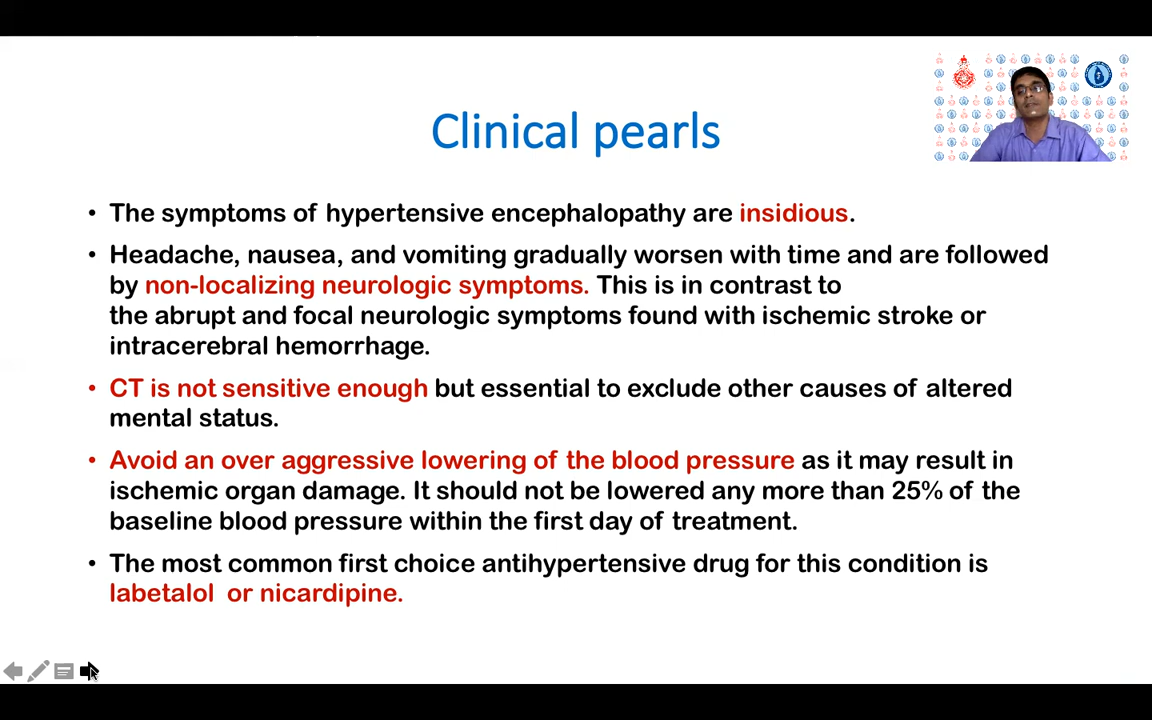 Clinical pearls
• The symptoms of hypertensive encephalopathy are insidious.
• Headache, nausea, and vomiting gradually worsen with time and are followed
by non-localizing neurologic symptoms. This is in contrast to
the abrupt and focal neurologic symptoms found with ischemic stroke or
intracerebral hemorrhage.
• CT is not sensitive enough but essential to exclude other causes of altered
mental status.
• Avoid an over aggressive lowering of the blood pressure as it may result in
ischemic organ damage. It should not be lowered any more than 25% of the
baseline blood pressure within the first day of treatment.
• The most common first choice antihypertensive drug for this condition is
labetalol or nicardipine.